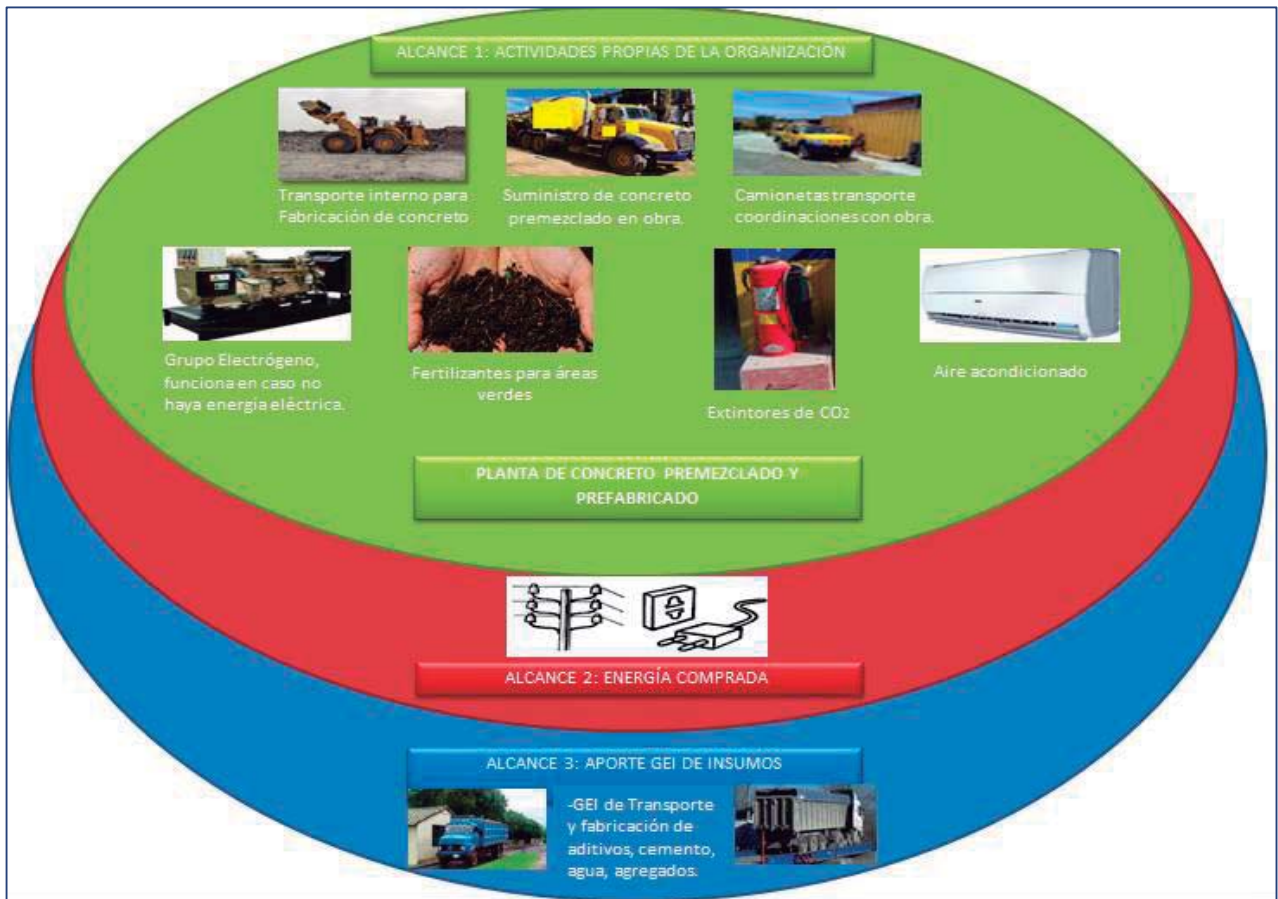 ALCANCE 1: ACTIVIDADES PROPIAS DE LA ORGANIZACIÓN
Transporte interno para
Fabricación de concreto
Suministro de concreto
premezclado en obra.
Camionetas transporte
coordinaciones con obra.
Grupo Electrógeno,
funciona en caso no
haya energía eléctrica.
Fertilizantes para áreas
verdes
Extintores de CO2
Aire acondicionado
PLANTA DE CONCRETO PREMEZCLADO Y
PREFABRICADO
ALCANCE 2: ENERGÍA COMPRADA
ALCANCE 3: APORTE GEI DE INSUMOS
-GEI de Transporte
y fabricación de
aditivos, cemento,
agua, agregados.